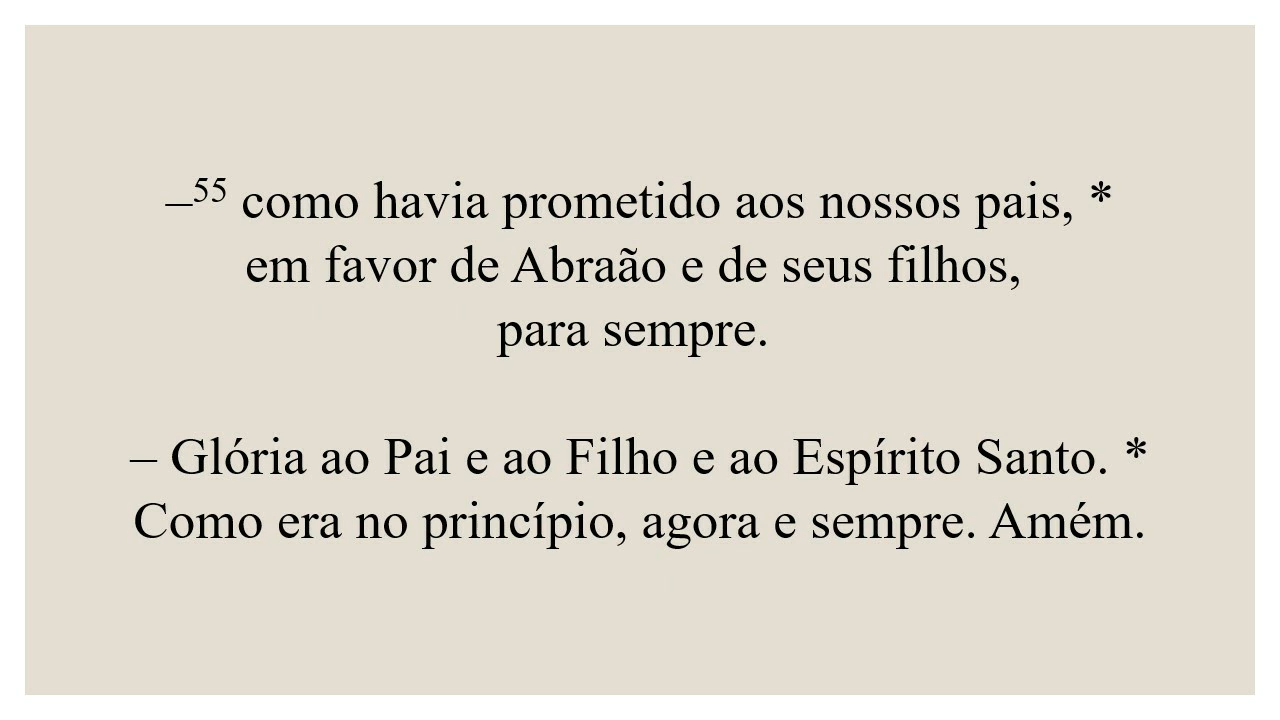 –⁵⁵ como havia prometido aos nossos pais, *
em favor de Abraão e de seus filhos,
para sempre.
– Glória ao Pai e ao Filho e ao Espírito Santo. *
Como era no princípio, agora e sempre. Amém.